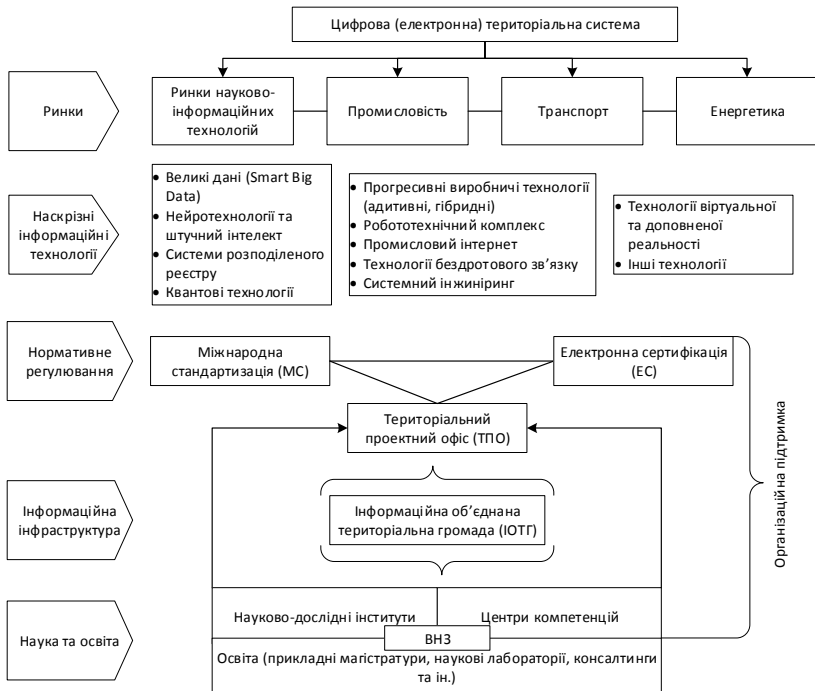 Цифрова (електронна) територіальна система
Ринки
Ринки науково-
інформаційних
технологій
Промисловість
Транспорт
Енергетика
Наскрізні
інформаційні
технології
• Великі дані (Smart Big
Data)
• Нейротехнології та
штучний інтелект
• Системи розподіленого
реєстру
• Квантові технології
• Прогресивні виробничі технології
(адитивні, гібридні)
• Робототехнічний комплекс
• Промисловий інтернет
• Технології бездротового зв’язку
• Системний інжиніринг
• Технології віртуальної
та доповненої
реальності
• Інші технології
Нормативне
регулювання
Міжнародна
стандартизація (МС)
Електронна сертифікація
(ЕС)
Територіальний
проектний офіс (ТПО)
Організаційна підтримка
Інформаційна
інфраструктура
Інформаційна об’єднана
територіальна громада (ІОТГ)
Наука та освіта
Науково-дослідні інститути
Центри компетенцій
ВНЗ
Освіта (прикладні магістратури, наукові лабораторії, консалтинги
та ін.)